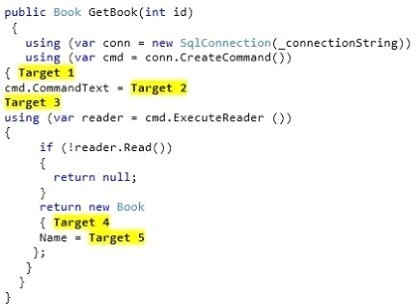 public Book GetBook(int id)
{
using (var conn = new SqlConnection(_connectionString))
using (var cmd = conn.CreateCommand())
{ Target 1
cmd.CommandText = Target 2
Target 3
using (var reader = cmd.ExecuteReader ())
{
if (!reader.Read())
{
return null;
}
return new Book
{ Target 4
Name = Target 5
};
}
}
}